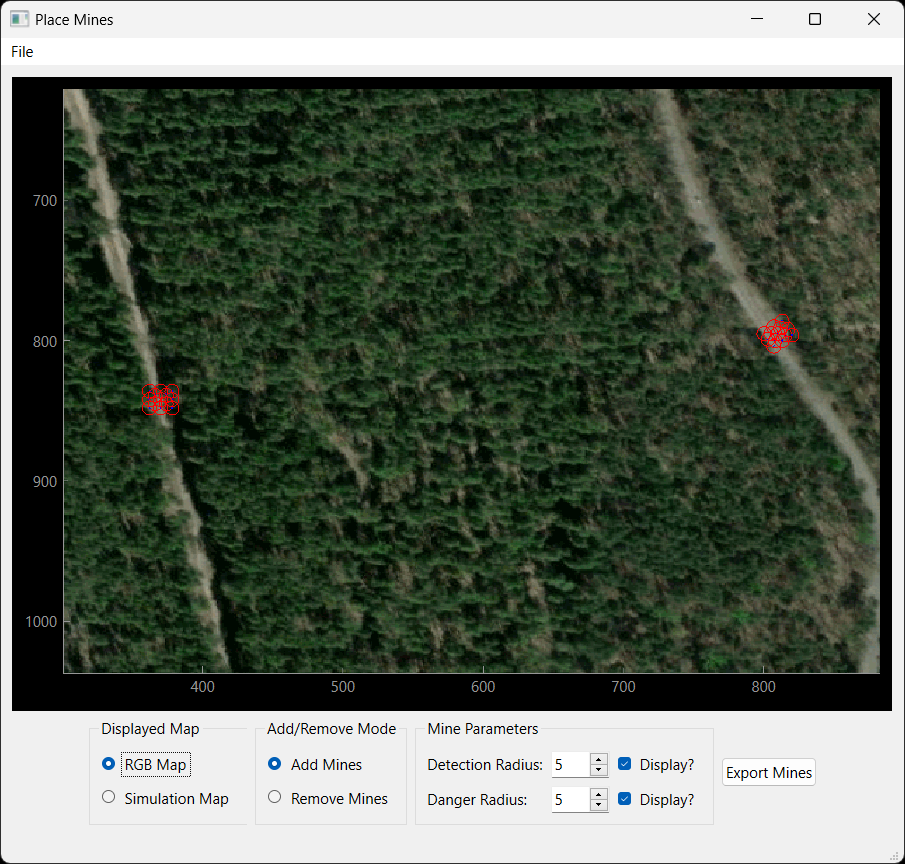 Place Mines
File
700
800
900
1000
400 500 600 700 800
Displayed Map
RGB Map
Simulation Map
Add/Remove Mode
Add Mines
Remove Mines
Mine Parameters
Detection Radius: 5 Display?
Danger Radius: 5 Display?
Export Mines